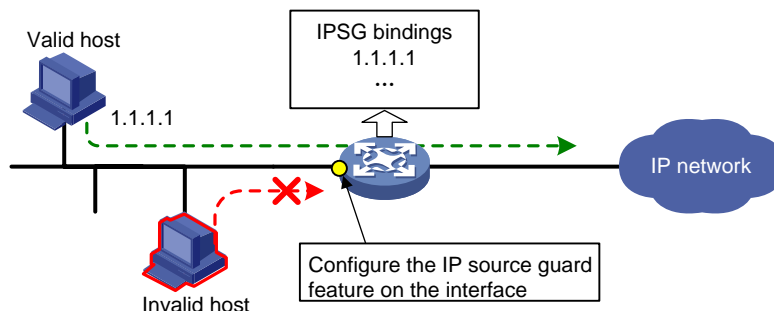 IPSG bindings
1.1.1.1
...
Valid host
1.1.1.1
IP network
Configure the IP source guard
feature on the interface
Invalid host